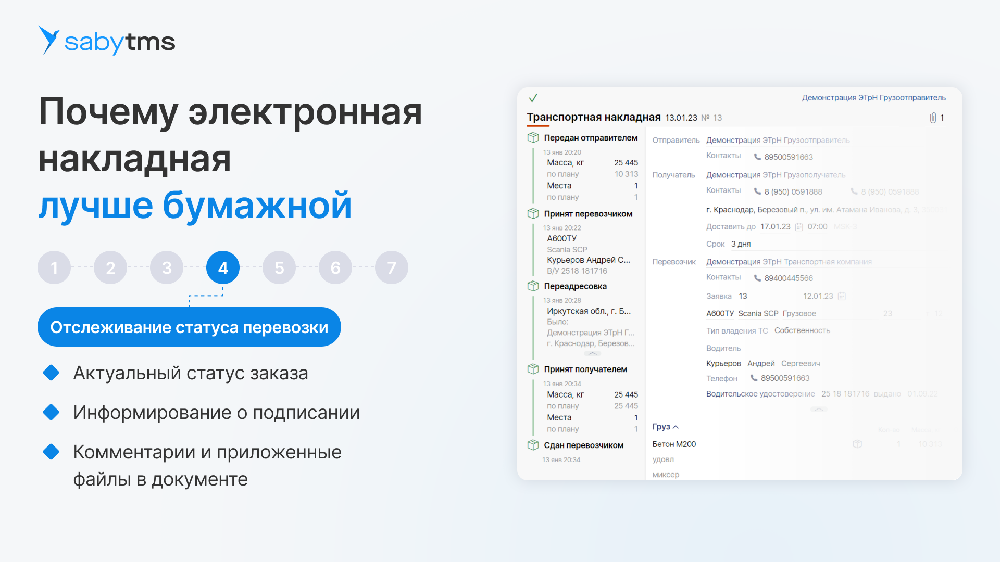 sabytms
Почему электронная
накладная
лучше бумажной
1 2 3 4 5 6 7
Отслеживание статуса перевозки
Актуальный статус заказа
Информирование о подписании
Комментарии и приложенные
файлы в документе
Демонстрация ЭТрН Грузоотправитель
Транспортная накладная 13.01.23 № 13
1
Передан отправителем
13 янв 20:20
Масса, кг 25 445
по плану 10 313
Места 1
по плану 1
Принят перевозчиком
13 янв 20:22
А600ТУ
Scania SCP
Курьеров Андрей С...
В/У 2518 181716
Переадресовка
13 янв 20:28
Иркутская обл., г. Б...
Было:
Демонстрация ЭТрН Г...
г. Краснодар, Березов...
Принят получателем
13 янв 20:34
Масса, кг 25 445
по плану 25 445
Места 1
по плану 1
Сдан перевозчиком
13 янв 20:34
Отправитель Демонстрация ЭТрН Грузоотправитель
Контакты 89500591663
Получатель Демонстрация ЭТрН Грузополучатель
Контакты 8 (950) 0591888 8 (950) 0591888
г. Краснодар, Березовый п., ул. им. Атамана Иванова, д. 3,
Доставить до 17.01.23 07:00 MSK-3
Срок 3 дня
Перевозчик Демонстрация ЭТрН Транспортная компания
Контакты 89400445566
Заявка 13 12.01.23
А600ТУ Scania SCP Грузовое 23 т 12
Тип владения ТС Собственность
Водитель
Курьеров Андрей Сергеевич
Телефон 89500591663
Водительское удостоверение 25 18 181716 выдано 01.09.22
Груз
Кол-во
Бетон М200 1 10 313
удовл
миксер